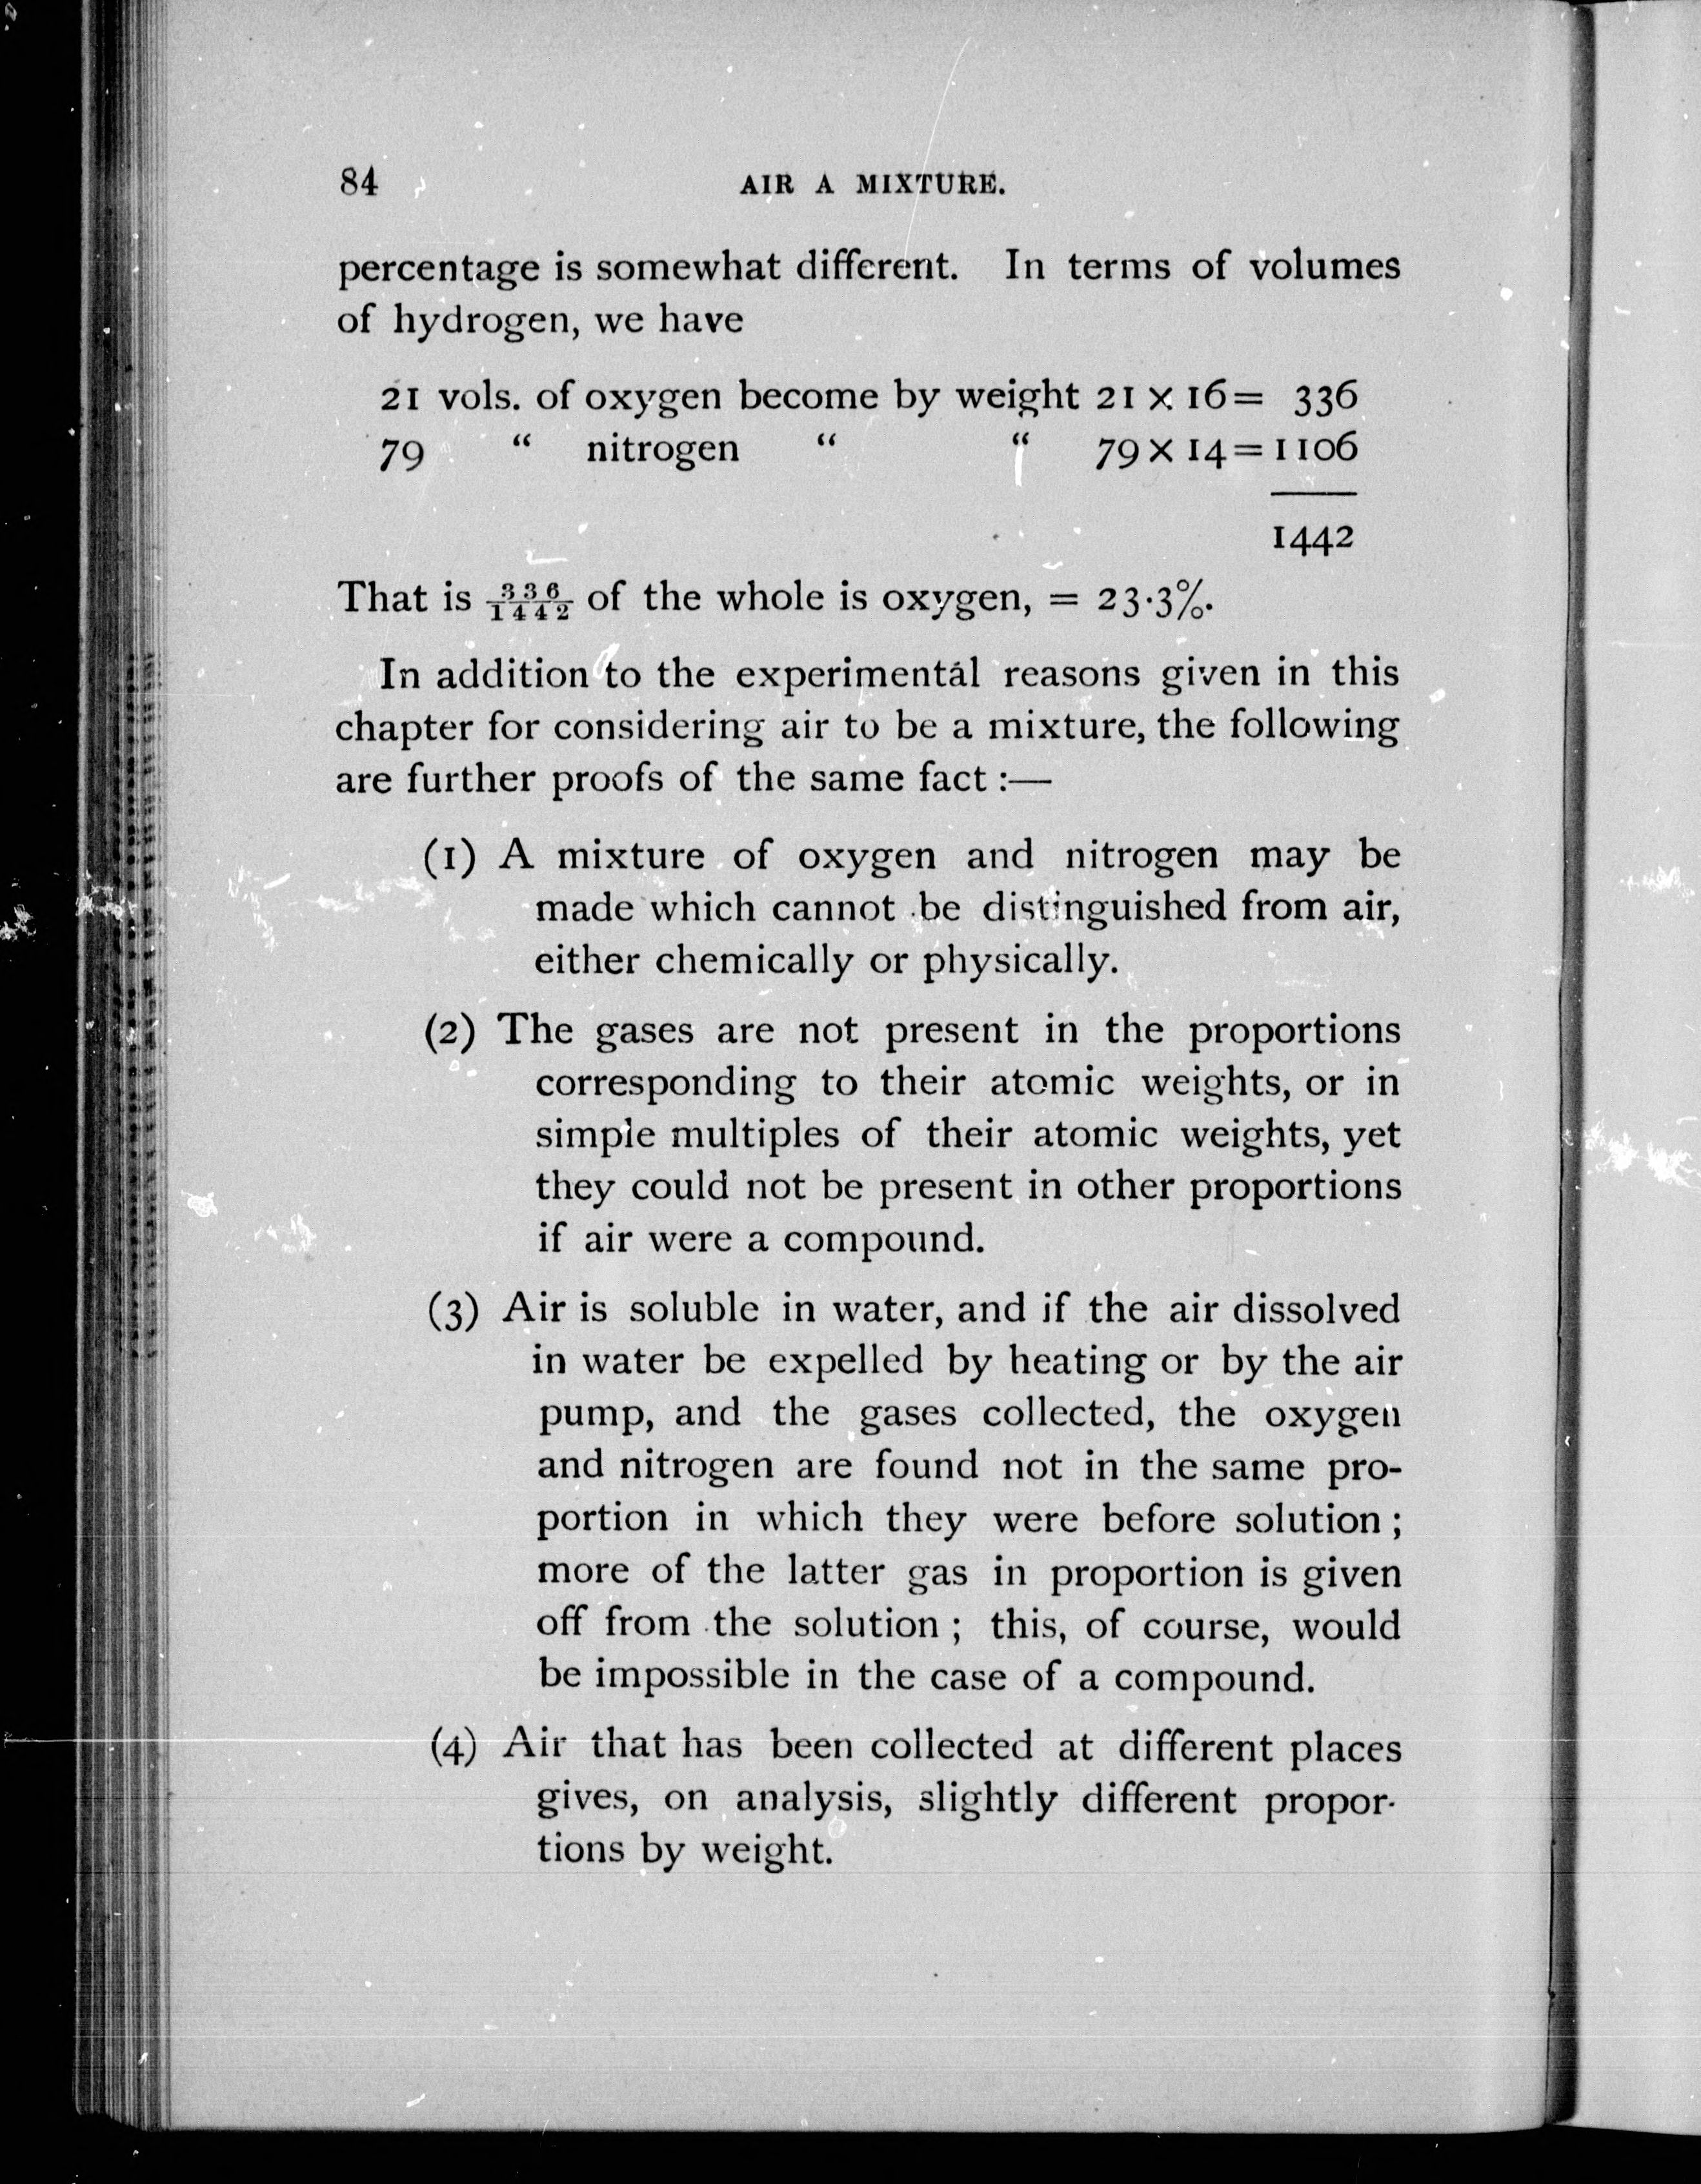 84 AIR A MIXTURE.
percentage is somewhat different. In terms of volumes
of hydrogen, we have
21 vols. of oxygen become by weight 21 × 16 = 336
79 “ nitrogen “ “ 79 × 14 = 1106
1442
That is 336/1442 of the whole is oxygen, = 23·3%.
In addition to the experimental reasons given in this
chapter for considering air to be a mixture, the following
are further proofs of the same fact :—
(1) A mixture of oxygen and nitrogen may be
made which cannot be distinguished from air,
either chemically or physically.
(2) The gases are not present in the proportions
corresponding to their atomic weights, or in
simple multiples of their atomic weights, yet
they could not be present in other proportions
if air were a compound.
(3) Air is soluble in water, and if the air dissolved
in water be expelled by heating or by the air
pump, and the gases collected, the oxygen
and nitrogen are found not in the same pro-
portion in which they were before solution ;
more of the latter gas in proportion is given
off from the solution ; this, of course, would
be impossible in the case of a compound.
(4) Air that has been collected at different places
gives, on analysis, slightly different propor-
tions by weight.